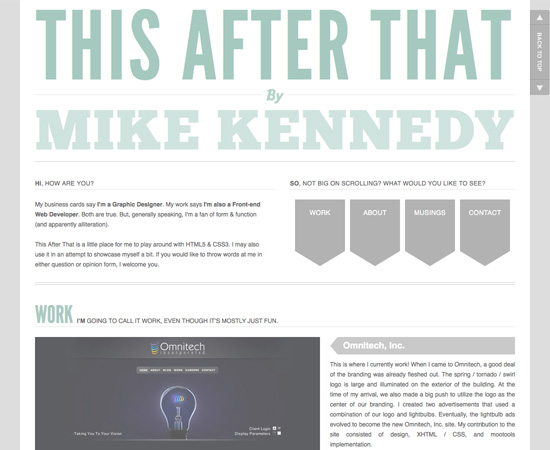 THIS AFTER THAT
By
MIKE KENNEDY
BACK TO TOP
HI, HOW ARE YOU?
My business cards say I'm a Graphic Designer. My work says I'm also a Front-end
Web Developer. Both are true. But, generally speaking, I'm a fan of form & function
(and apparently alliteration).
This After That is a little place for me to play around with HTML5 & CSS3. I may also
use it in an attempt to showcase myself a bit. If you would like to throw words at me in
either question or opinion form, I welcome you.
SO, NOT BIG ON SCROLLING? WHAT WOULD YOU LIKE TO SEE?
WORK ABOUT MUSINGS CONTACT
WORK I'M GOING TO CALL IT WORK, EVEN THOUGH IT'S MOSTLY JUST FUN.
Omnitech
incorporated
HOME ABOUT BLOG WORK CAREERS CONTACT
Taking You To Your Vision
Client Login
Display Parameters
Omnitech, Inc.
This is where I currently work! When I came to Omnitech, a good deal
of the branding was already fleshed out. The spring / tornado / swirl
logo is large and illuminated on the exterior of the building. At the
time of my arrival, we also made a big push to utilize the logo as the
center of our branding. I created two advertisements that used a
combination of our logo and lightbulbs. Eventually, the lightbulb ads
evolved to become the new Omnitech, Inc. site. My contribution to the
site consisted of design, XHTML / CSS, and mootools
implementation.